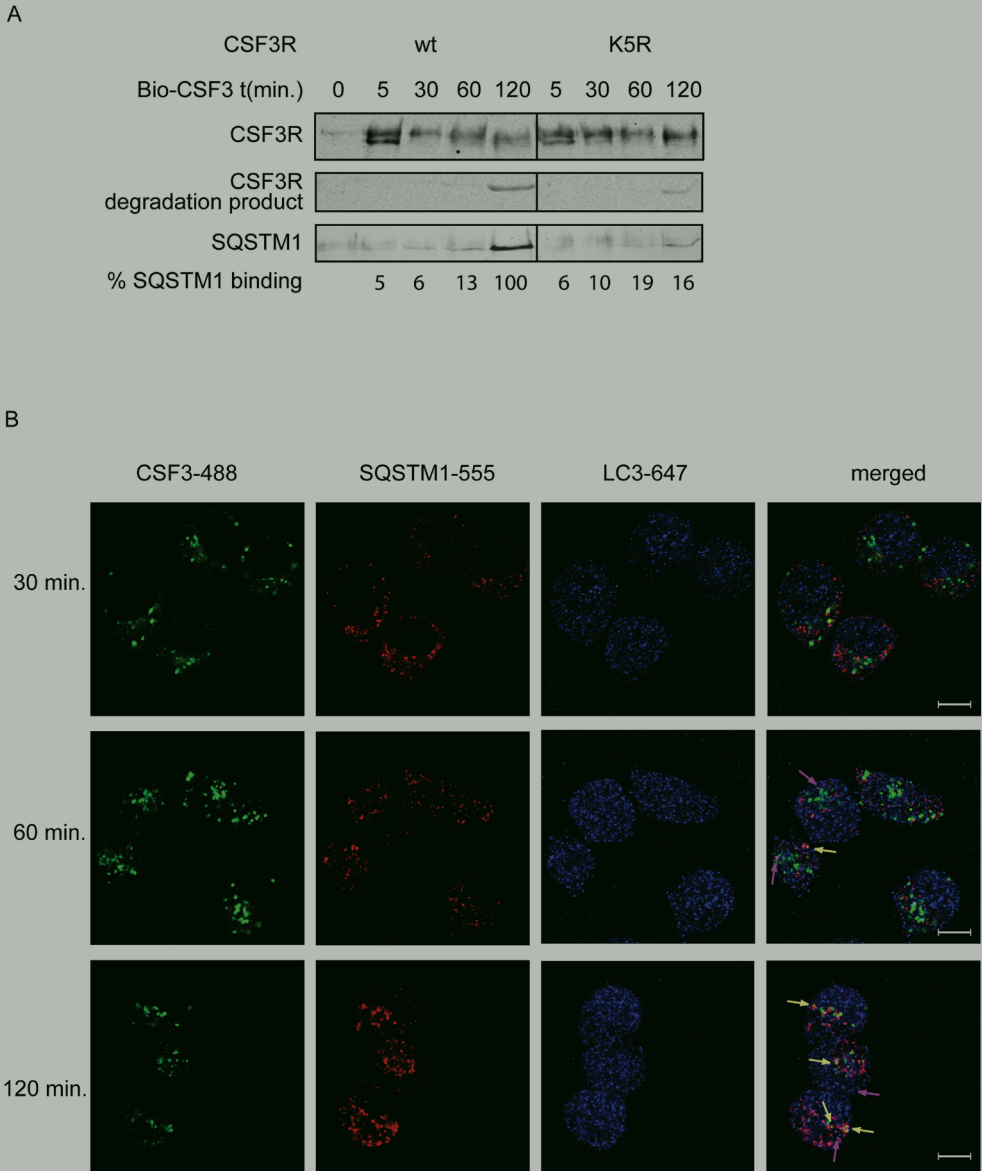 A
CSF3R wt K5R
Bio-CSF3 t(min.) 0 5 30 60 120 5 30 60 120
CSF3R
CSF3R
degradation product
SQSTM1
% SQSTM1 binding 5 6 13 100 6 10 19 16
B
CSF3-488 SQSTM1-555 LC3-647 merged
30 min.
60 min.
120 min.